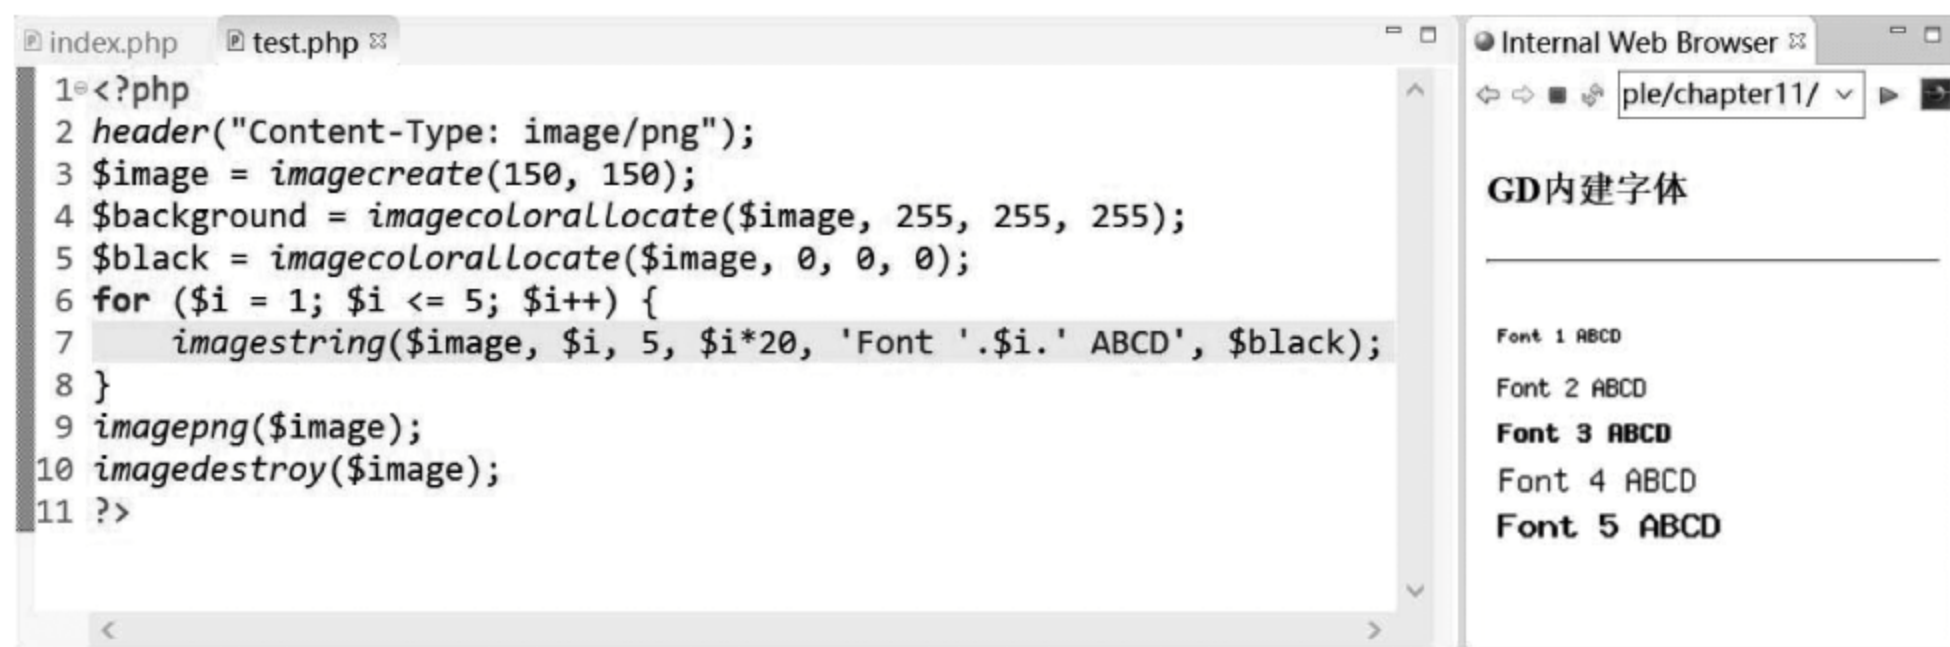 index.php test.php
1 <?php
2 header("Content-Type: image/png");
3 $image = imagecreate(150, 150);
4 $background = imagecolorallocate($image, 255, 255, 255);
5 $black = imagecolorallocate($image, 0, 0, 0);
6 for ($i = 1; $i <= 5; $i++) {
7     imagestring($image, $i, 5, $i*20, 'Font '.$i.' ABCD', $black);
8 }
9 imagepng($image);
10 imagedestroy($image);
11 ?>
Internal Web Browser
ple/chapter11/
GD内建字体
Font 1 ABCD
Font 2 ABCD
Font 3 ABCD
Font 4 ABCD
Font 5 ABCD